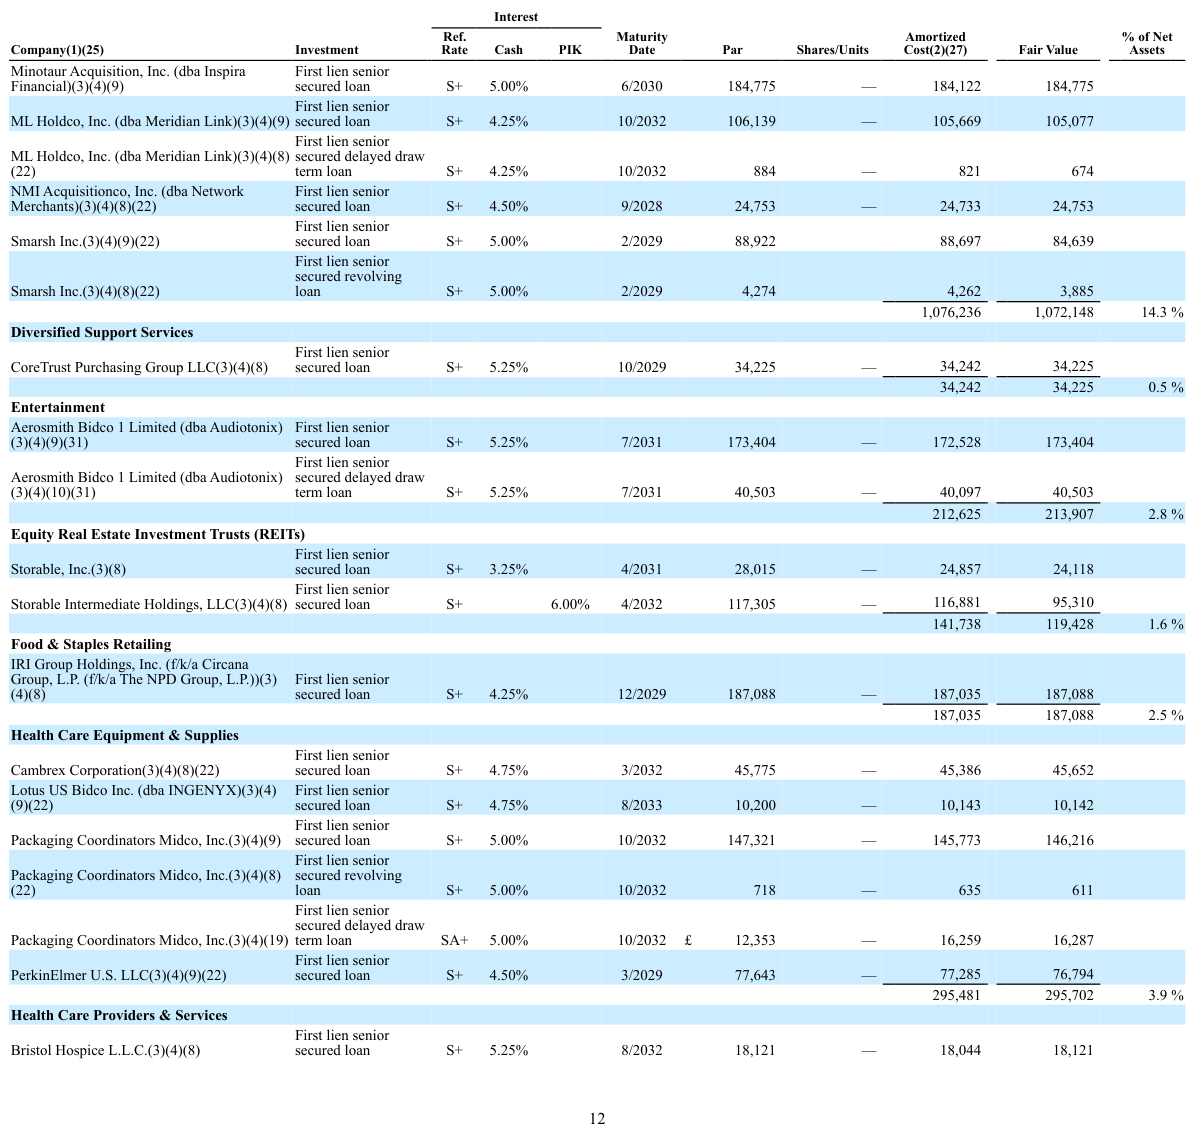 Interest
Company(1)(25) Investment Ref. Rate Cash PIK Maturity Date Par Shares/Units Amortized Cost(2)(27) Fair Value % of Net Assets
Minotaur Acquisition, Inc. (dba Inspira First lien senior
Financial)(3)(4)(9) secured loan S+ 5.00% 6/2030 184,775 — 184,122 184,775
First lien senior
ML Holdco, Inc. (dba Meridian Link)(3)(4)(9) secured loan S+ 4.25% 10/2032 106,139 — 105,669 105,077
First lien senior
ML Holdco, Inc. (dba Meridian Link)(3)(4)(8) secured delayed draw
(22) term loan S+ 4.25% 10/2032 884 — 821 674
NMI Acquisitionco, Inc. (dba Network First lien senior
Merchants)(3)(4)(8)(22) secured loan S+ 4.50% 9/2028 24,753 — 24,733 24,753
First lien senior
Smarsh Inc.(3)(4)(9)(22) secured loan S+ 5.00% 2/2029 88,922 — 88,697 84,639
First lien senior
secured revolving
Smarsh Inc.(3)(4)(8)(22) loan S+ 5.00% 2/2029 4,274 — 4,262 3,885
1,076,236 1,072,148 14.3 %
Diversified Support Services
First lien senior
CoreTrust Purchasing Group LLC(3)(4)(8) secured loan S+ 5.25% 10/2029 34,225 — 34,242 34,225
34,242 34,225 0.5 %
Entertainment
Aerosmith Bidco 1 Limited (dba Audiotonix) First lien senior
(3)(4)(9)(31) secured loan S+ 5.25% 7/2031 173,404 — 172,528 173,404
First lien senior
Aerosmith Bidco 1 Limited (dba Audiotonix) secured delayed draw
(3)(4)(10)(31) term loan S+ 5.25% 7/2031 40,503 — 40,097 40,503
212,625 213,907 2.8 %
Equity Real Estate Investment Trusts (REITs)
First lien senior
Storable, Inc.(3)(8) secured loan S+ 3.25% 4/2031 28,015 — 24,857 24,118
First lien senior
Storable Intermediate Holdings, LLC(3)(4)(8) secured loan S+ 6.00% 4/2032 117,305 — 116,881 95,310
141,738 119,428 1.6 %
Food & Staples Retailing
IRI Group Holdings, Inc. (f/k/a Circana
Group, L.P. (f/k/a The NPD Group, L.P.))(3) First lien senior
(4)(8) secured loan S+ 4.25% 12/2029 187,088 — 187,035 187,088
187,035 187,088 2.5 %
Health Care Equipment & Supplies
First lien senior
Cambrex Corporation(3)(4)(8)(22) secured loan S+ 4.75% 3/2032 45,775 — 45,386 45,652
Lotus US Bidco Inc. (dba INGENYX)(3)(4) First lien senior
(9)(22) secured loan S+ 4.75% 8/2033 10,200 — 10,143 10,142
First lien senior
Packaging Coordinators Midco, Inc.(3)(4)(9) secured loan S+ 5.00% 10/2032 147,321 — 145,773 146,216
First lien senior
Packaging Coordinators Midco, Inc.(3)(4)(8) secured revolving
(22) loan S+ 5.00% 10/2032 718 — 635 611
First lien senior
secured delayed draw
Packaging Coordinators Midco, Inc.(3)(4)(19) term loan SA+ 5.00% 10/2032 £ 12,353 — 16,259 16,287
First lien senior
PerkinElmer U.S. LLC(3)(4)(9)(22) secured loan S+ 4.50% 3/2029 77,643 — 77,285 76,794
295,481 295,702 3.9 %
Health Care Providers & Services
First lien senior
Bristol Hospice L.L.C.(3)(4)(8) secured loan S+ 5.25% 8/2032 18,121 — 18,044 18,121
12